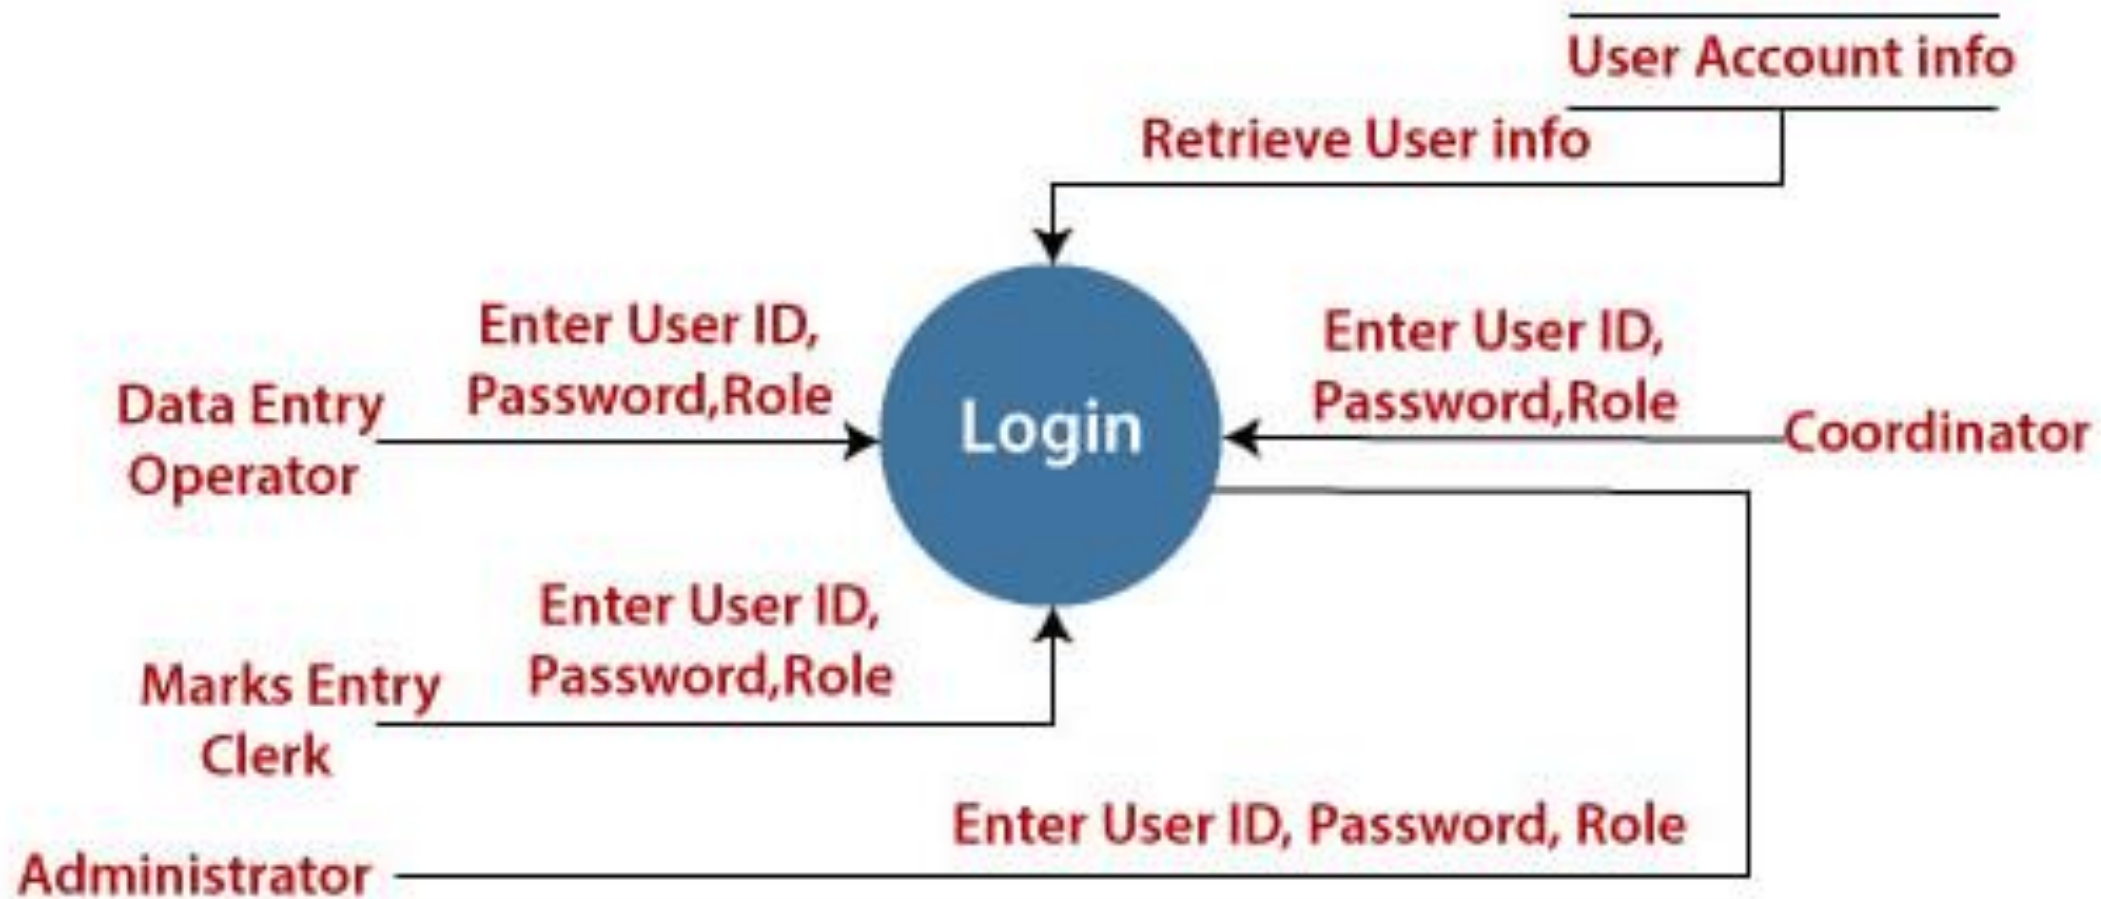 User Account info
Retrieve User info
Enter User ID,
Password,Role
Data Entry
Operator
Login
Enter User ID,
Password,Role
Coordinator
Enter User ID,
Password,Role
Marks Entry
Clerk
Enter User ID, Password, Role
Administrator